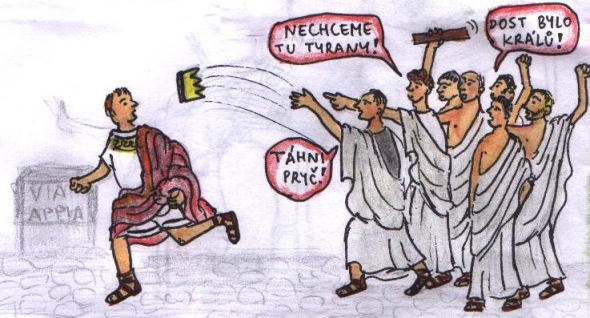 NECHCEME
TU TYRANY!
DOST BYLO
KRÁLŮ!
TÁHNI
PRYČ!
VIA
APPIA